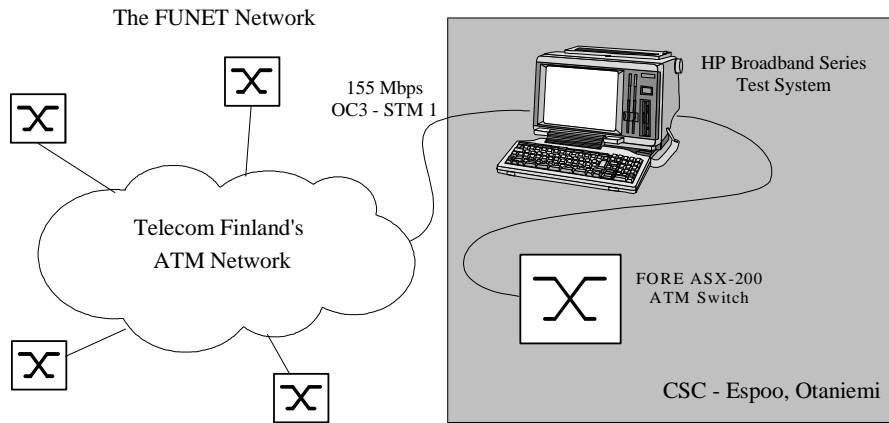 The FUNET Network
155 Mbps
OC3 - STM 1
HP Broadband Series
Test System
Telecom Finland's
ATM Network
FORE ASX-200
ATM Switch
CSC - Espoo, Otaniemi